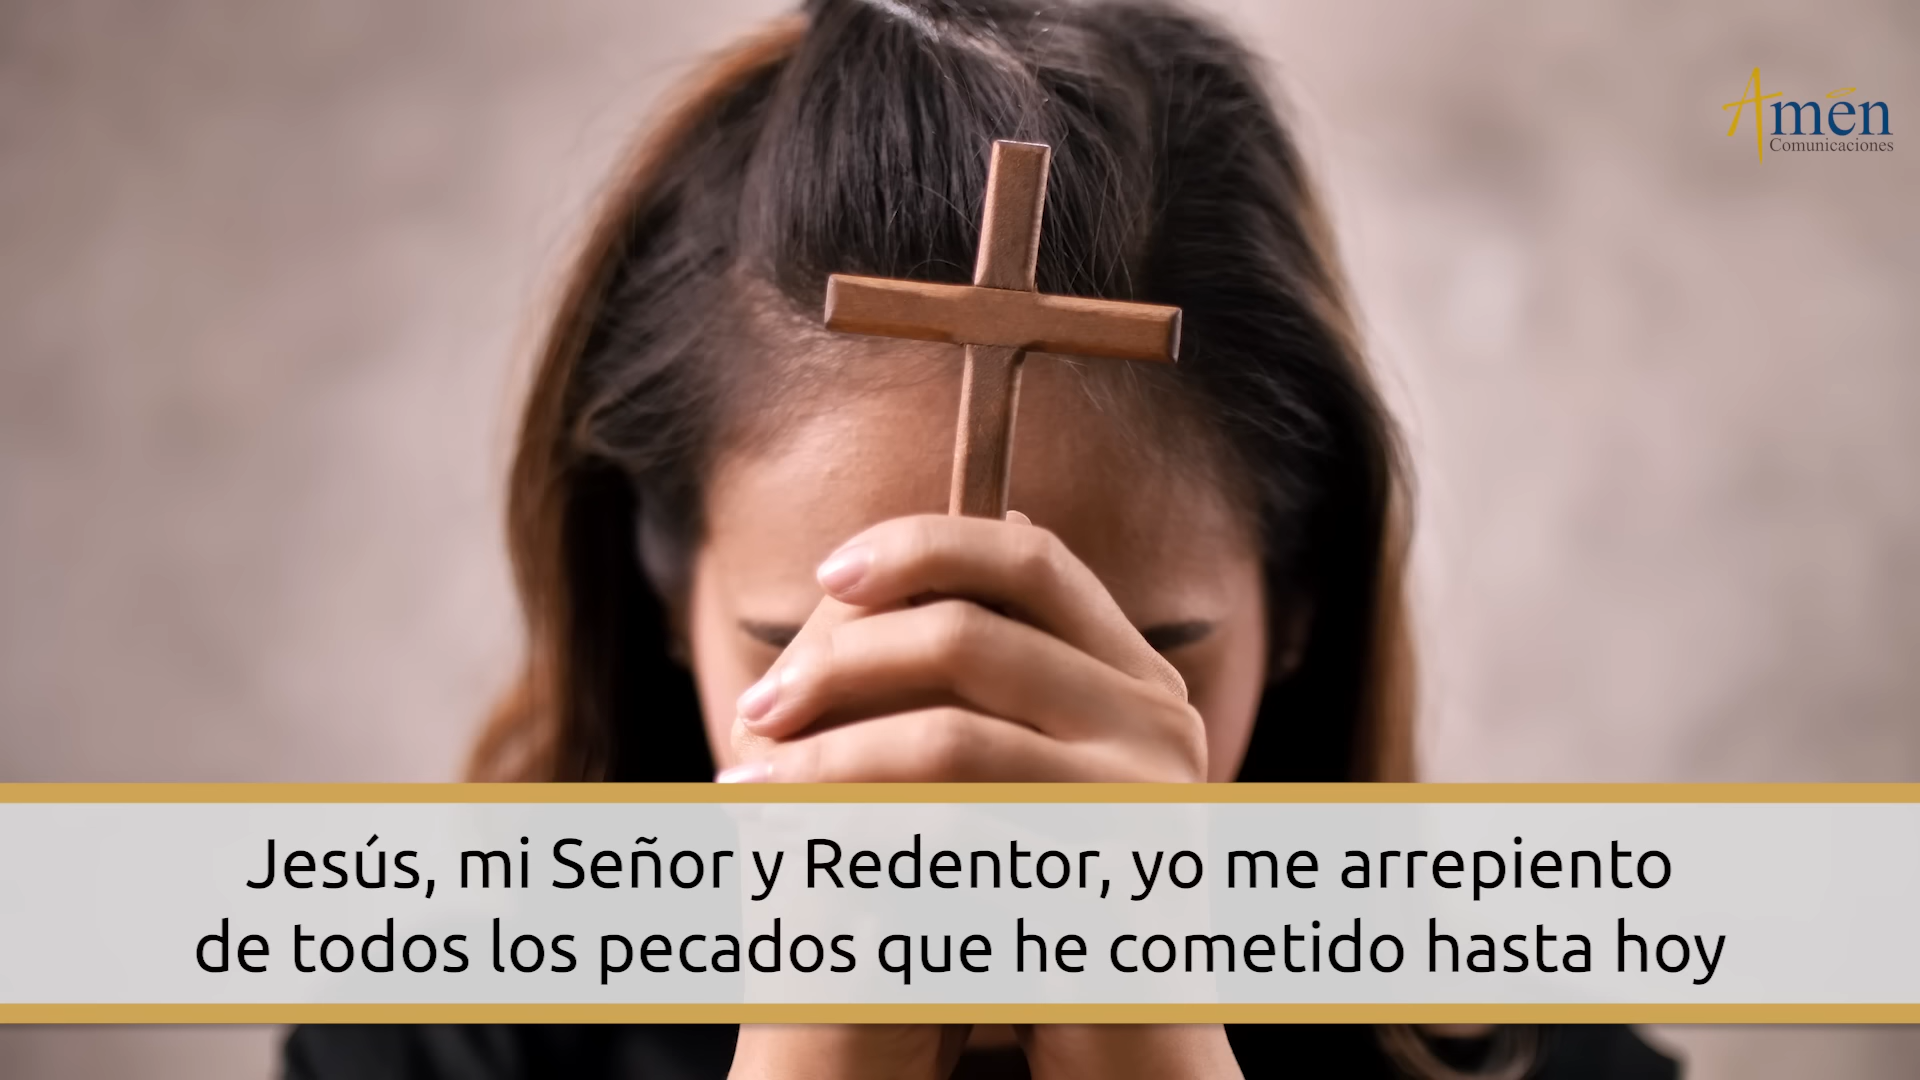 Amén
Comunicaciones
Jesús, mi Señor y Redentor, yo me arrepiento
de todos los pecados que he cometido hasta hoy